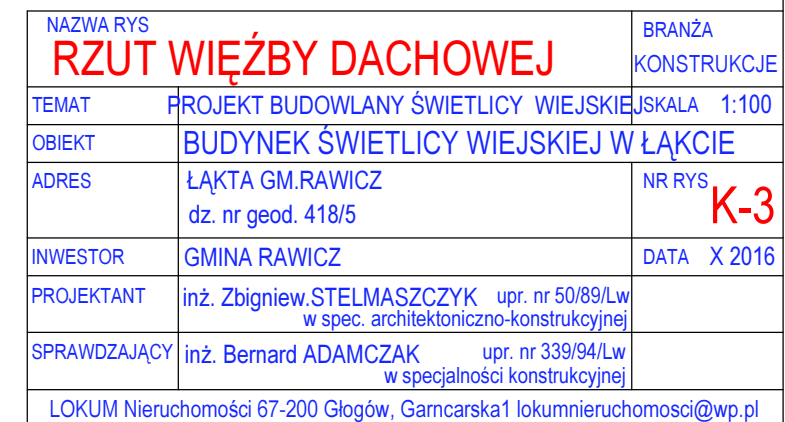 NAZWA RYS
RZUT WIĘŹBY DACHOWEJ
BRANŻA
KONSTRUKCJE
TEMAT PROJEKT BUDOWLANY ŚWIETLICY WIEJSKIEJ SKALA 1:100
OBIEKT BUDYNEK ŚWIETLICY WIEJSKIEJ W ŁĄKCIE
ADRES ŁĄKTA GM.RAWICZ
dz. nr geod. 418/5
NR RYS K-3
INWESTOR GMINA RAWICZ DATA X 2016
PROJEKTANT inż. Zbigniew.STELMASZCZYK upr. nr 50/89/Lw
w spec. architektoniczno-konstrukcyjnej
SPRAWDZAJĄCY inż. Bernard ADAMCZAK upr. nr 339/94/Lw
w specjalności konstrukcyjnej
LOKUM Nieruchomości 67-200 Głogów, Garncarska1 lokumnieruchomosci@wp.pl